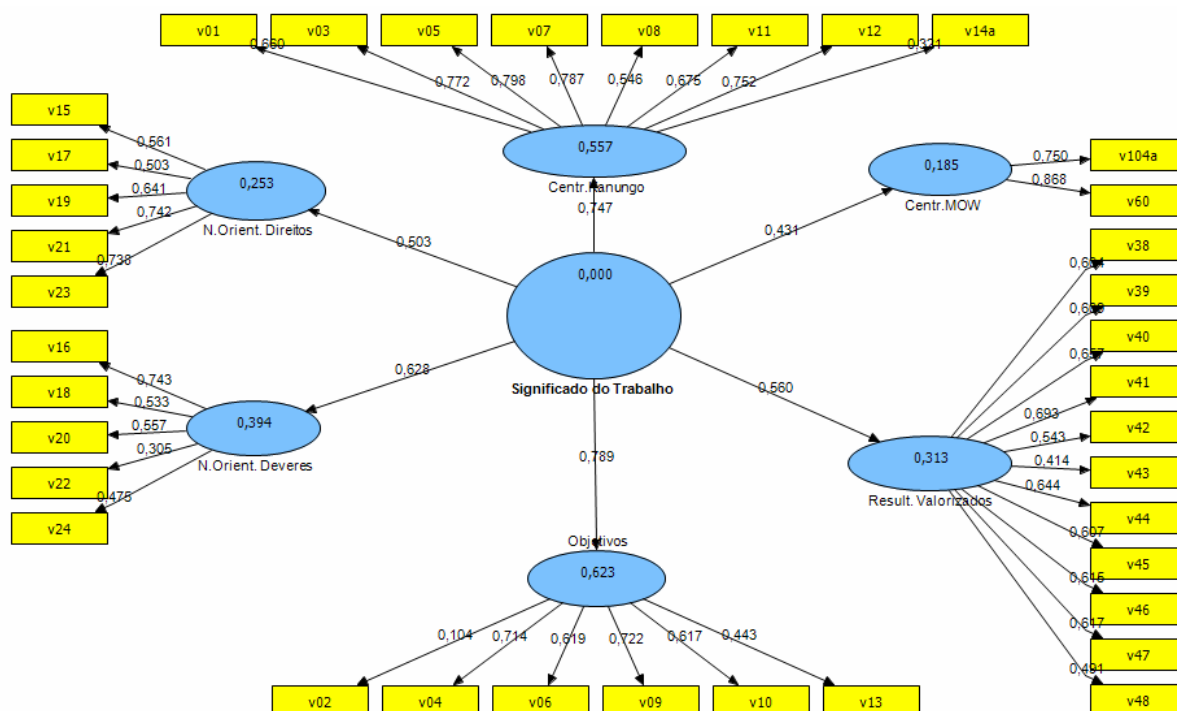 v01 v03 v05 v07 v08 v11 v12 v14a
0,660 0,772 0,798 0,787 0,546 0,675 0,752 0,321
0,557
Centr.Kanungo
0,747
v15
v17
v19
v21
v23
0,561
0,503
0,641
0,742
0,738
0,253
N.Orient. Direitos
0,503
0,185
Centr.MOW
0,431
0,750
0,868
v104a
v60
0,000
Significado do Trabalho
v16
v18
v20
v22
v24
0,743
0,533
0,557
0,305
0,475
0,394
N.Orient. Deveres
0,628
0,560
0,313
Result. Valorizados
0,657
0,693
0,543
0,414
0,644
0,607
0,617
0,491
v38
v39
v40
v41
v42
v43
v44
v45
v46
v47
v48
0,789
Objetivos
0,623
0,104 0,714 0,619 0,722 0,617 0,443
v02 v04 v06 v09 v10 v13